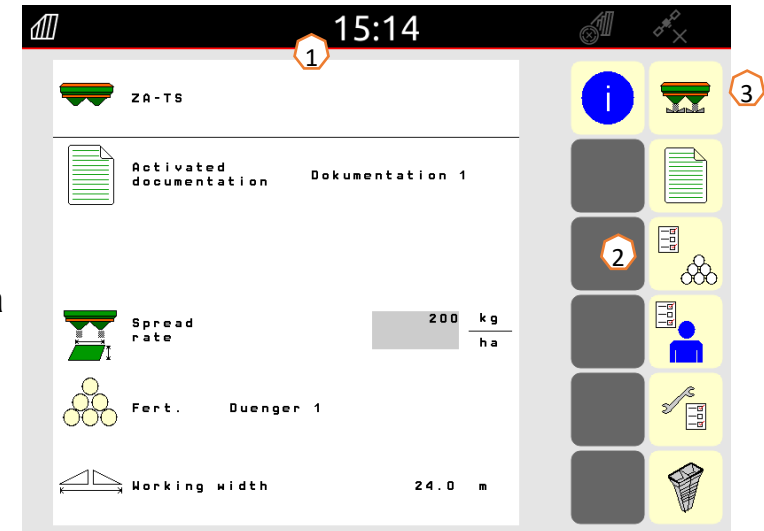 15:14
1
ZA-TS
i
3
Activated
documentation Dokumentation 1
2
Spread
rate
200 kg
ha
Fert. Duenger 1
Working width 24.0 m